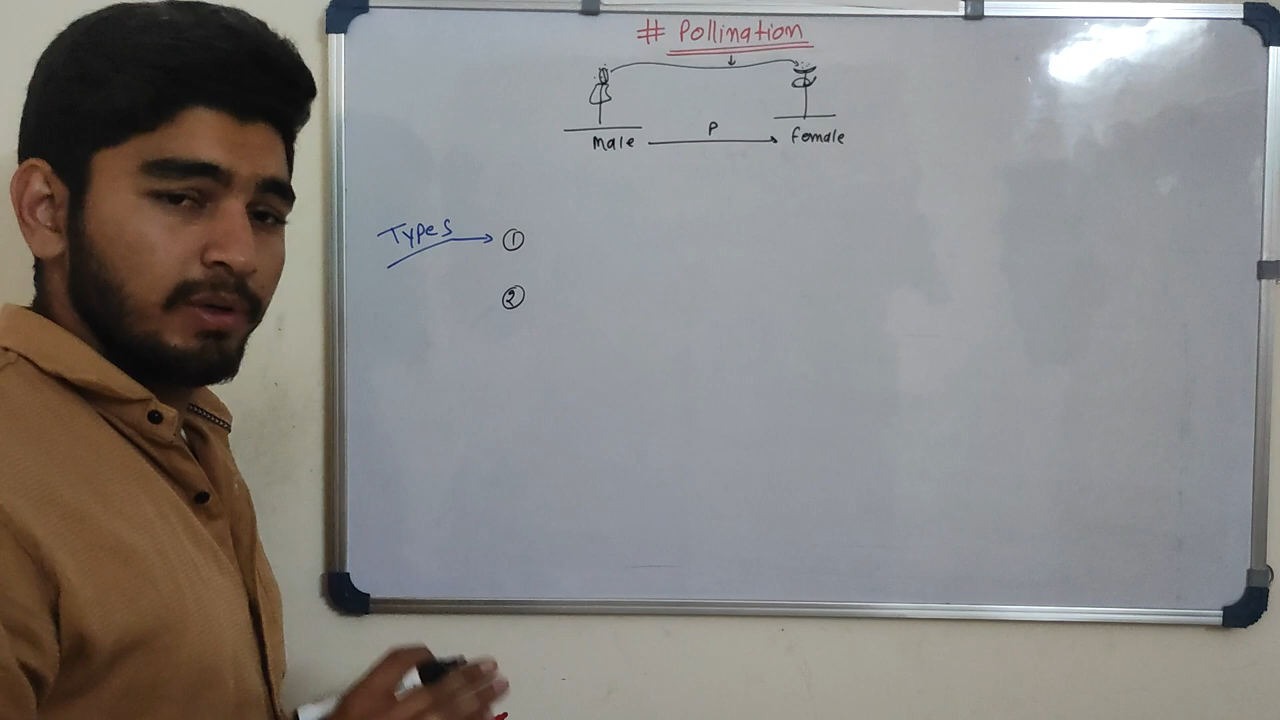 # Pollination
P
male female
Types ①
②